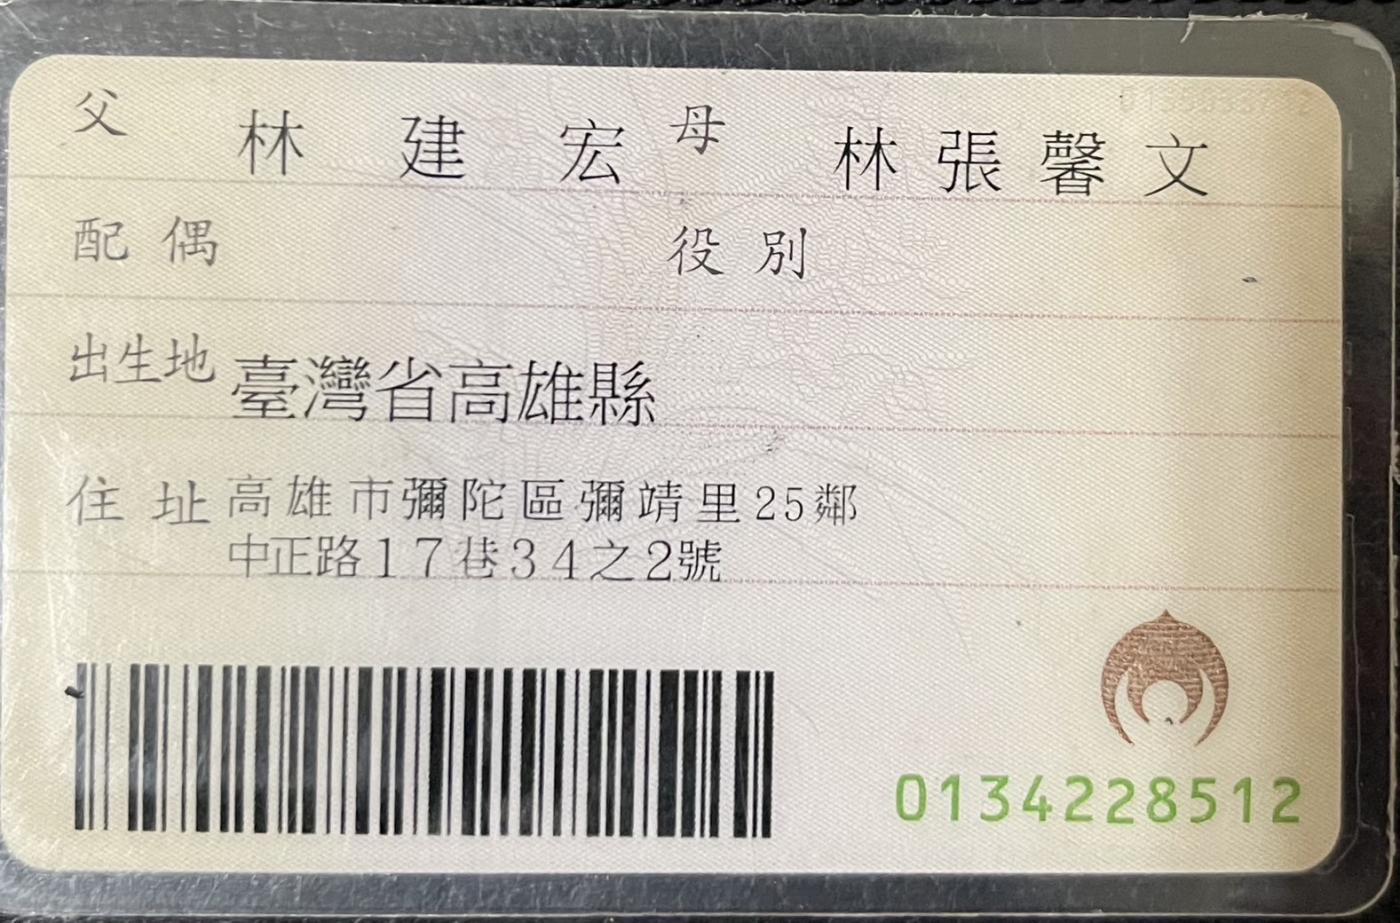 父 林建宏 母 林張馨文
配偶 役別
出生地 臺灣省高雄縣
住址 高雄市彌陀區彌靖里25鄰
中正路17巷34之2號
0134228512